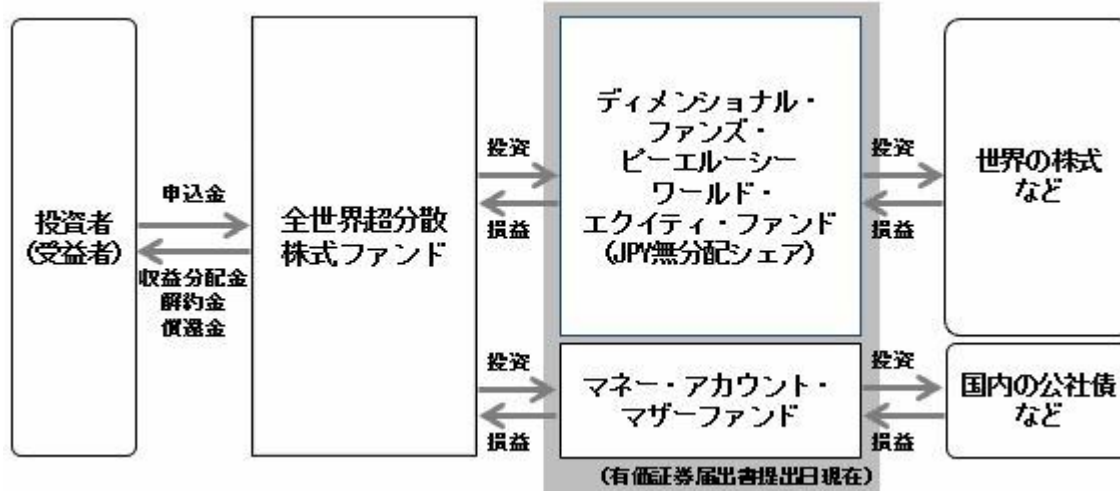 投資者
(受益者)
申込金
収益分配金
解約金
償還金
全世界超分散
株式ファンド
投資
損益
投資
損益
ディメンショナル・
ファンズ・
ピーエルーシー
ワールド・
エクイティ・ファンド
(JPY無分配シェア)
マネー・アカウント・
マザーファンド
(有価証券届出書提出日現在)
投資
損益
投資
損益
世界の株式
など
国内の公社債
など